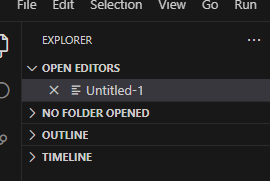 File Edit Selection View Go Run
EXPLORER ...
OPEN EDITORS
Untitled-1
NO FOLDER OPENED
OUTLINE
TIMELINE